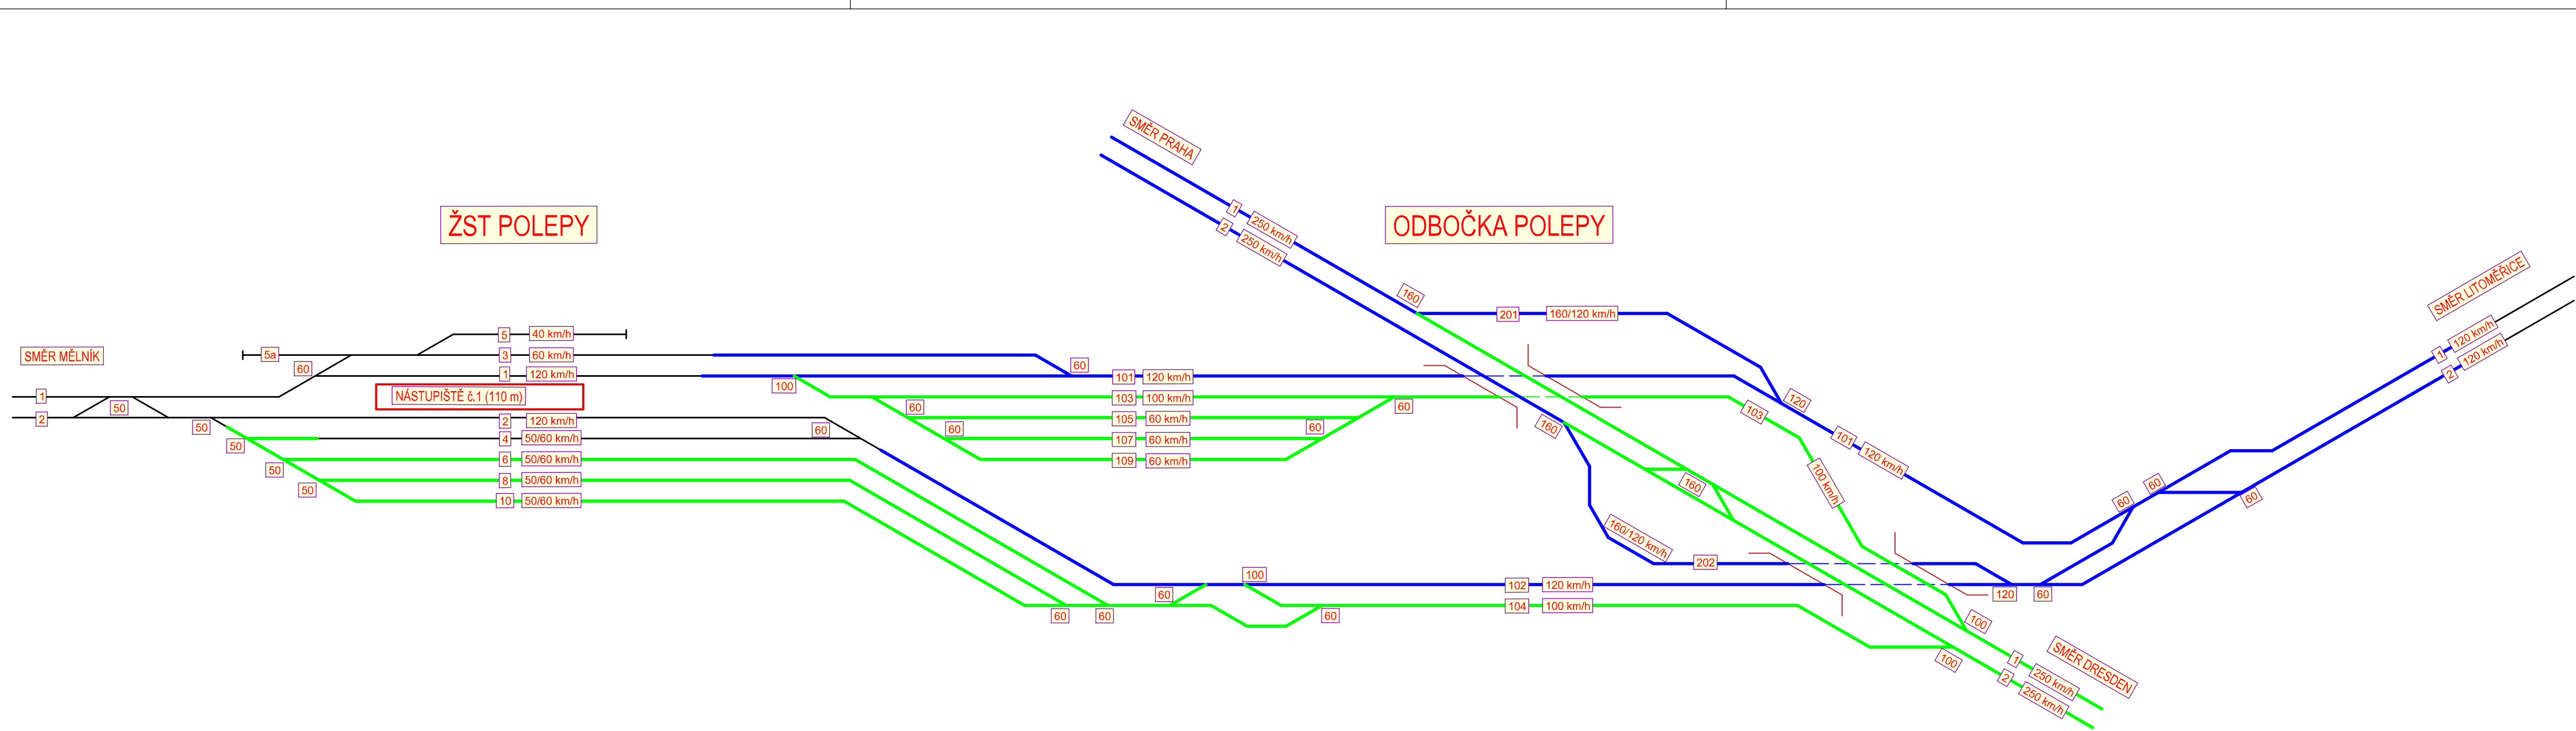 SMĚR PRAHA
1
250 km/h
2
250 km/h
ŽST POLEPY
ODBOČKA POLEPY
SMĚR LITOMĚŘICE
1
120 km/h
2
120 km/h
160
201
160/120 km/h
5
40 km/h
SMĚR MĚLNÍK
5a
3
60 km/h
60
60
1
120 km/h
100
101
120 km/h
NÁSTUPIŠTĚ č.1 (110 m)
1
50
2
103
100 km/h
60
60
120
103
2
120 km/h
50
60
105
60 km/h
60
60
160
101
120 km/h
4
50/60 km/h
50
107
60 km/h
6
50/60 km/h
50
109
60 km/h
100 km/h
8
50/60 km/h
50
160
60
60
60
10
50/60 km/h
160/120 km/h
202
100
102
120 km/h
60
120
60
104
100 km/h
60
60
60
100
100
SMĚR DRESDEN
1
250 km/h
2
250 km/h